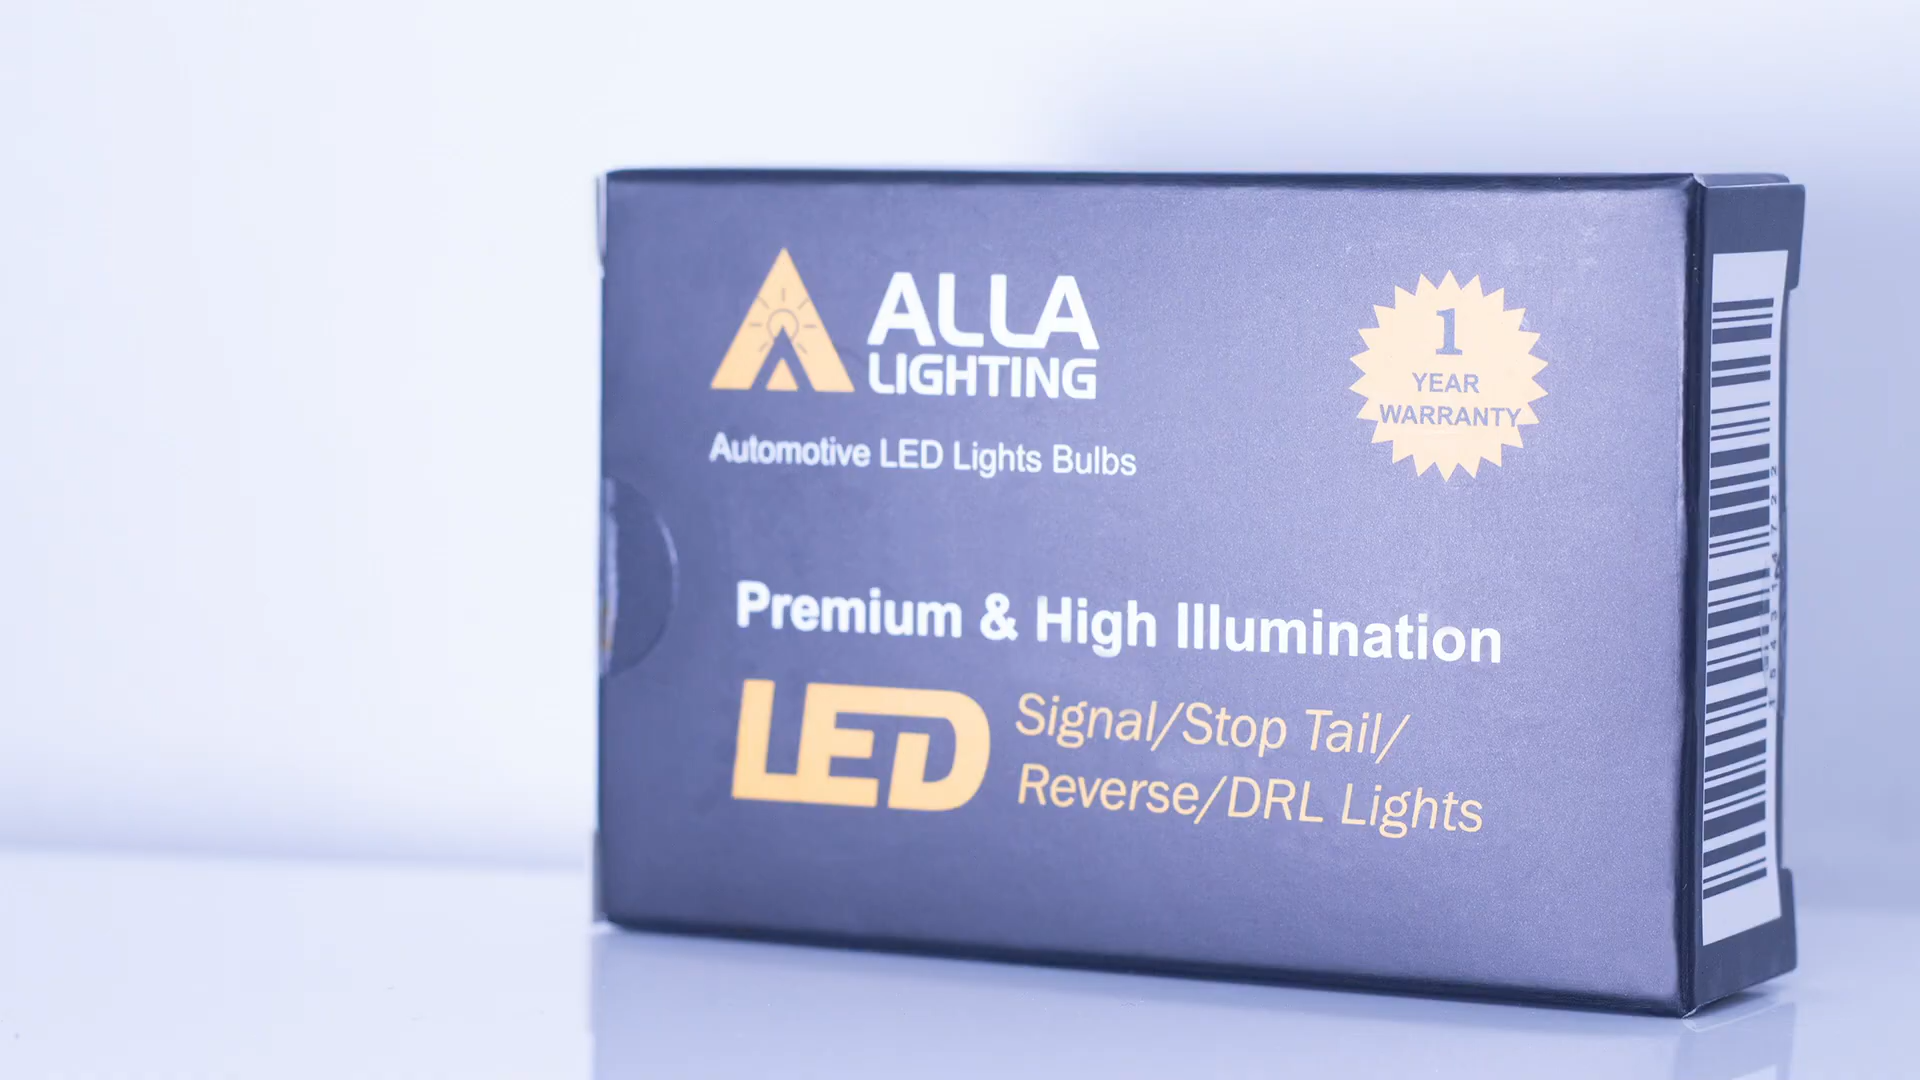 ALLA
LIGHTING
Automotive LED Lights Bulbs
1
YEAR
WARRANTY
Premium & High Illumination
LED
Signal/Stop Tail/
Reverse/DRL Lights